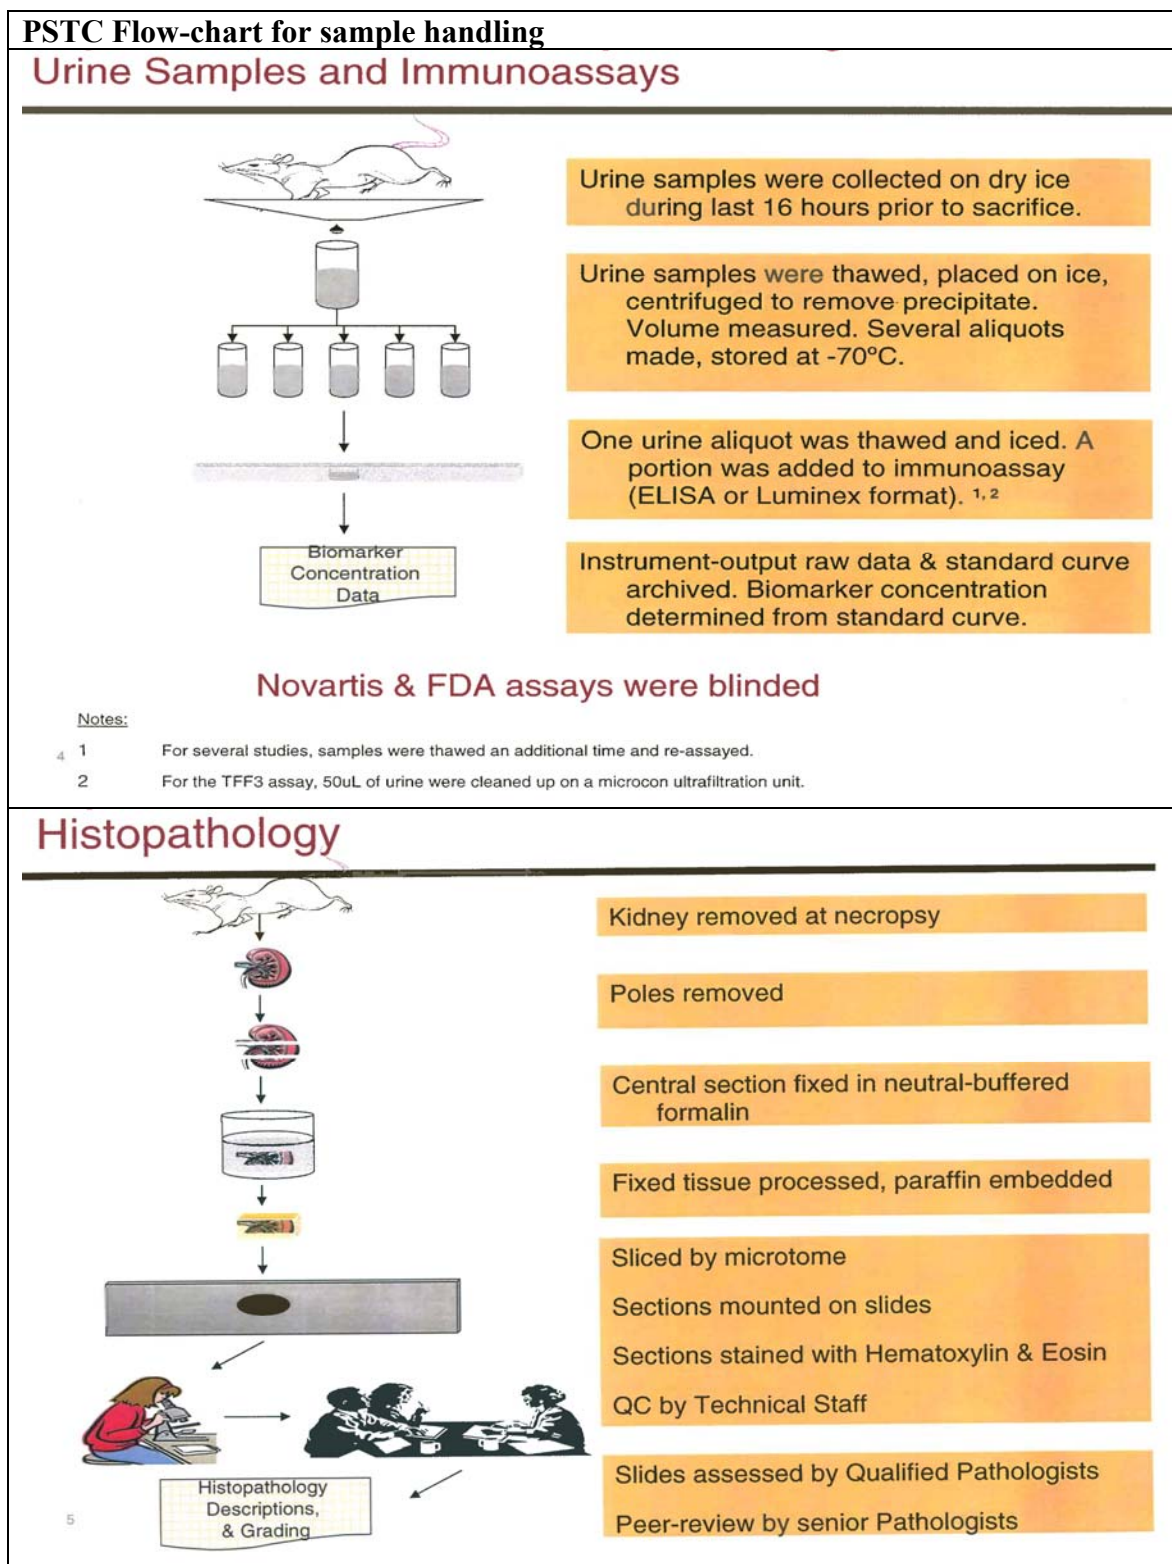 PSTC Flow-chart for sample handling
Urine Samples and Immunoassays
Urine samples were collected on dry ice
during last 16 hours prior to sacrifice.
Urine samples were thawed, placed on ice,
centrifuged to remove precipitate.
Volume measured. Several aliquots
made, stored at -70ºC.
One urine aliquot was thawed and iced. A
portion was added to immunoassay
(ELISA or Luminex format). 1, 2
Biomarker
Concentration
Data
Instrument-output raw data & standard curve
archived. Biomarker concentration
determined from standard curve.
Novartis & FDA assays were blinded
Notes:
1 For several studies, samples were thawed an additional time and re-assayed.
4
2 For the TFF3 assay, 50uL of urine were cleaned up on a microcon ultrafiltration unit.
Histopathology
Kidney removed at necropsy
Poles removed
Central section fixed in neutral-buffered
formalin
Fixed tissue processed, paraffin embedded
Sliced by microtome
Sections mounted on slides
Sections stained with Hematoxylin & Eosin
QC by Technical Staff
Slides assessed by Qualified Pathologists
Peer-review by senior Pathologists
Histopathology
Descriptions,
& Grading
5